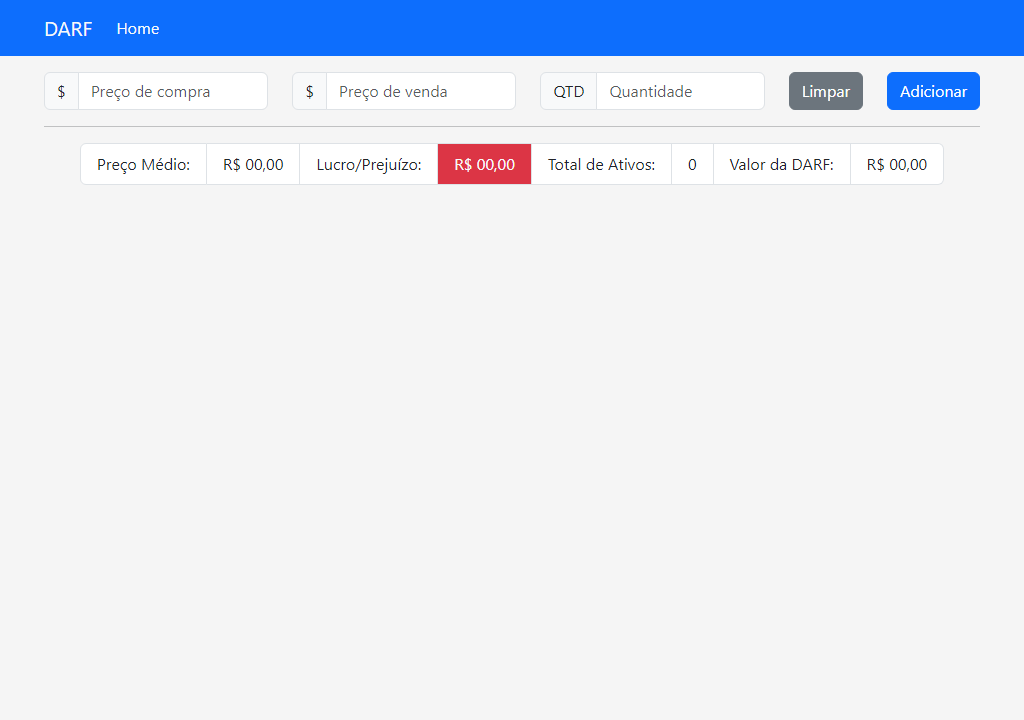 DARF Home
$ Preço de compra $ Preço de venda QTD Quantidade Limpar Adicionar
Preço Médio: R$ 00,00 Lucro/Prejuízo: R$ 00,00 Total de Ativos: 0 Valor da DARF: R$ 00,00